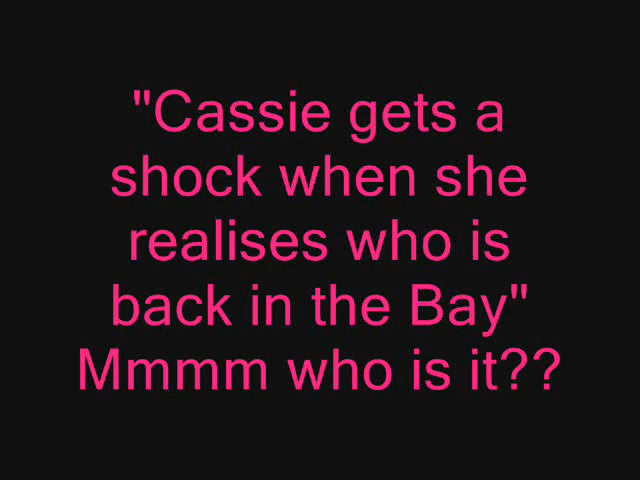 "Cassie gets a
shock when she
realises who is
back in the Bay"
Mmmm who is it??